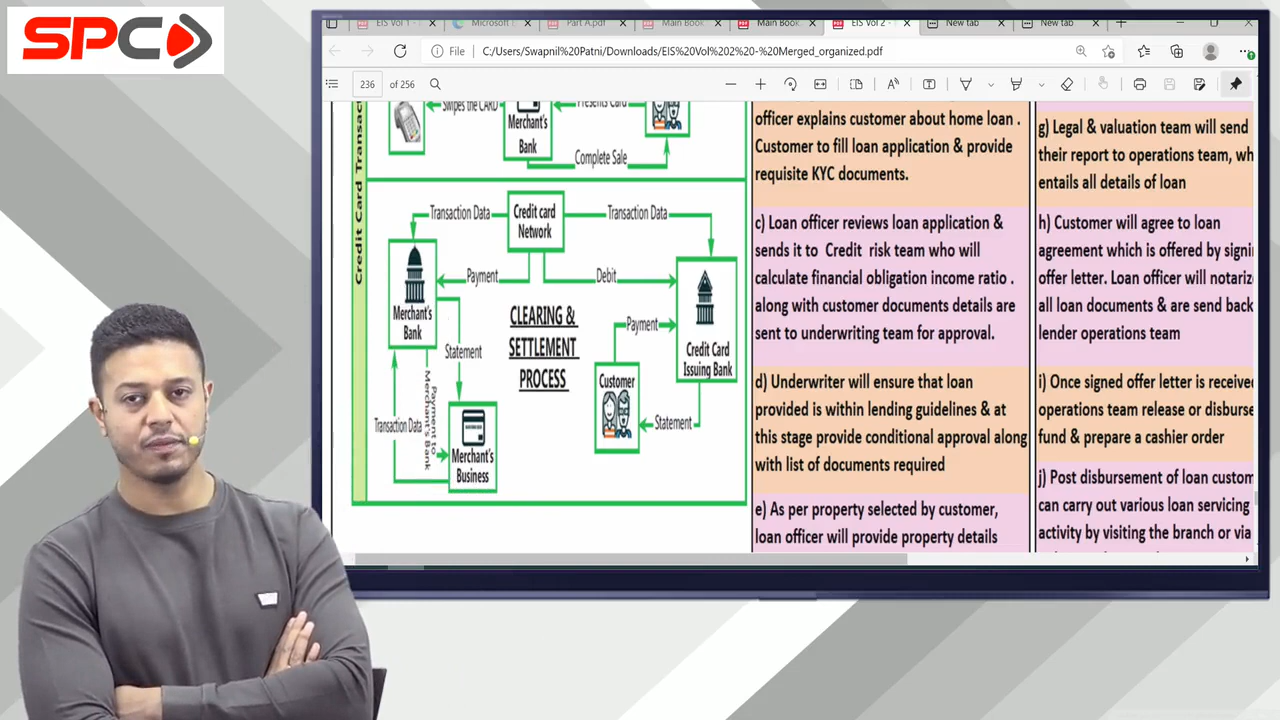 SPC
EIS Vol 1 -
Microsoft
Part A.pdf
Main Book
Main Book
EIS Vol 2 -
New tab
New tab
File
C:/Users/Swapnil%20Patni/Downloads/EIS%20Vol%202%20-%20Merged_organized.pdf
236 of 256
Credit Card Transac
Swipes the CARD
Merchant's
Bank
Presents Card
Complete Sale
Transaction Data
Credit card
Network
Transaction Data
Payment
Debit
Merchant's
Bank
CLEARING &
SETTLEMENT
PROCESS
Payment
Credit Card
Issuing Bank
Statement
Customer
Payment to
Merchant's Bank
Transaction Data
Statement
Merchant's
Business
officer explains customer about home loan .
Customer to fill loan application & provide
requisite KYC documents.
c) Loan officer reviews loan application &
sends it to Credit risk team who will
calculate financial obligation income ratio .
along with customer documents details are
sent to underwriting team for approval.
d) Underwriter will ensure that loan
provided is within lending guidelines & at
this stage provide conditional approval along
with list of documents required
e) As per property selected by customer,
loan officer will provide property details
g) Legal & valuation team will send
their report to operations team, wh
entails all details of loan
h) Customer will agree to loan
agreement which is offered by signi
offer letter. Loan officer will notariz
all loan documents & are send back
lender operations team
i) Once signed offer letter is receive
operations team release or disburse
fund & prepare a cashier order
j) Post disbursement of loan custom
can carry out various loan servicing
activity by visiting the branch or via